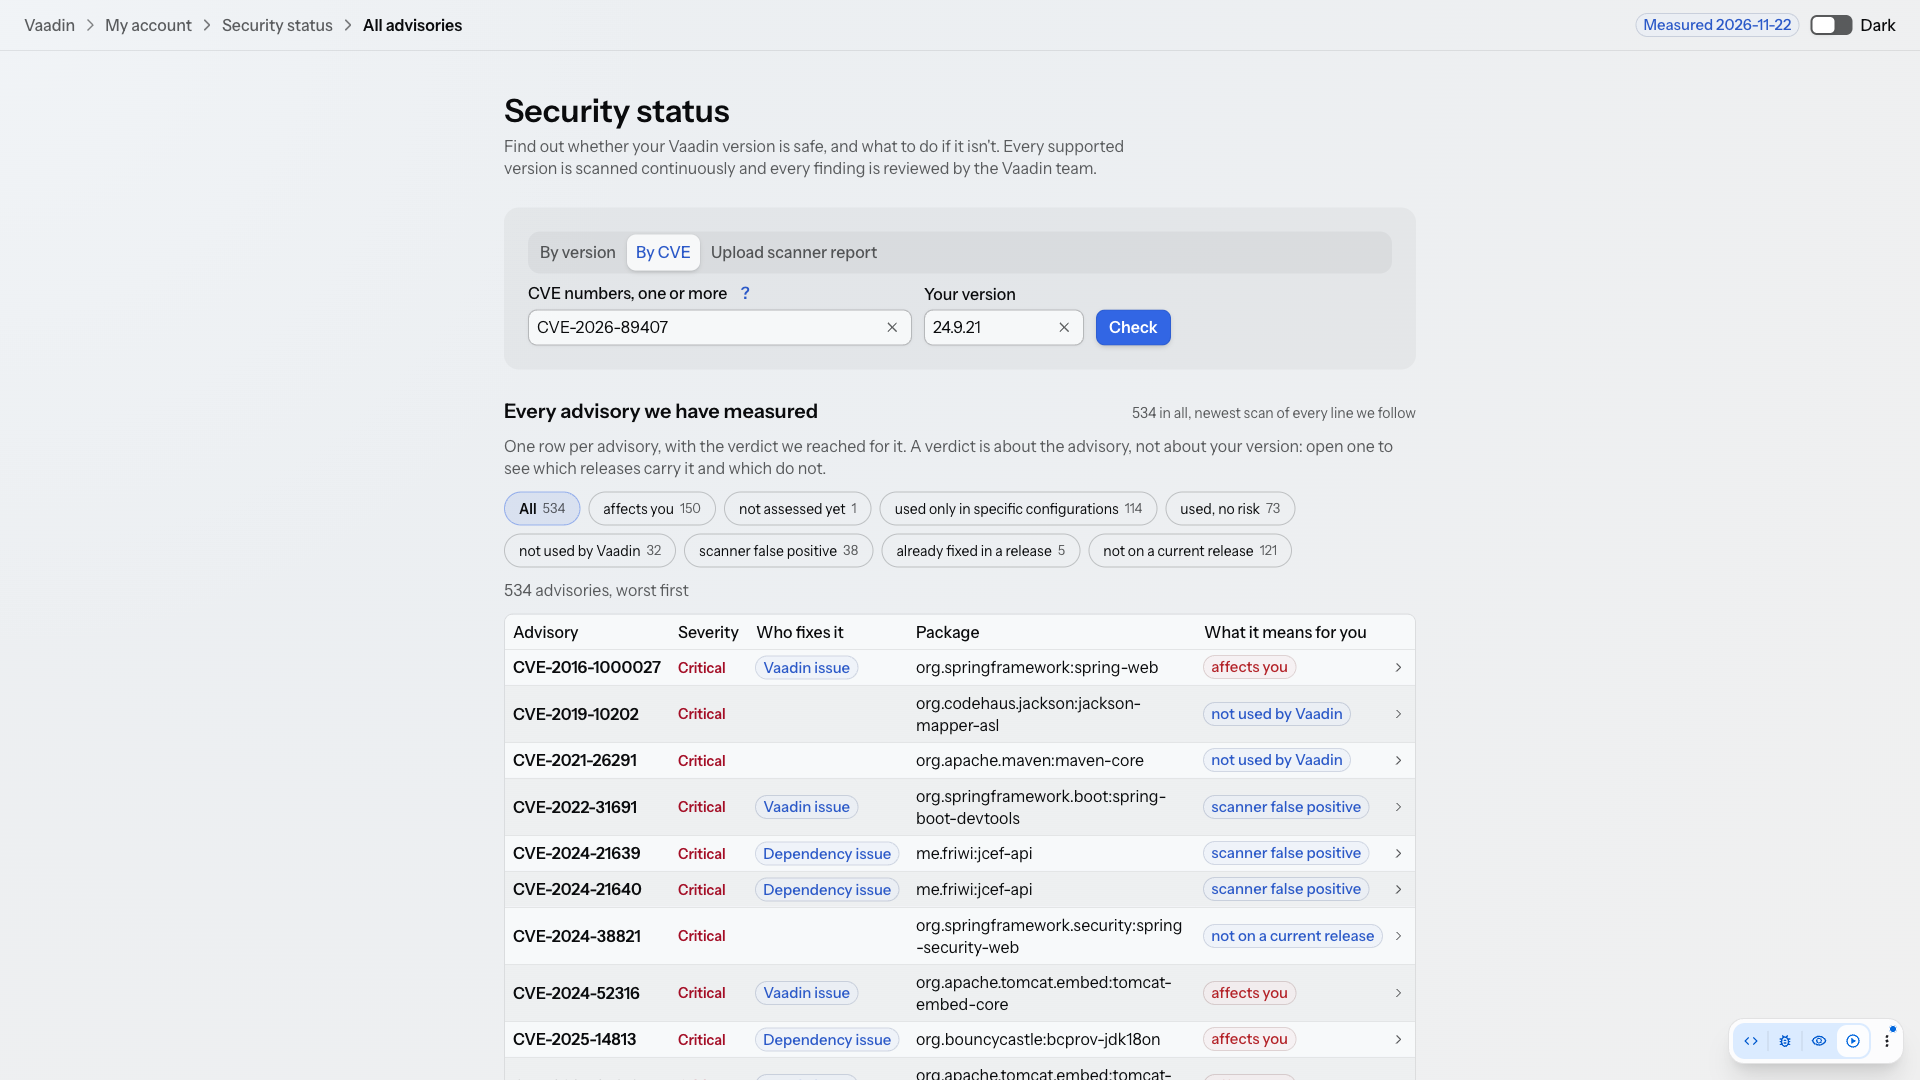 Vaadin > My account > Security status > All advisories
Measured 2026-11-22
Dark
Security status
Find out whether your Vaadin version is safe, and what to do if it isn't. Every supported
version is scanned continuously and every finding is reviewed by the Vaadin team.
By version By CVE Upload scanner report
CVE numbers, one or more ? Your version
CVE-2026-89407 24.9.21 Check
Every advisory we have measured 534 in all, newest scan of every line we follow
One row per advisory, with the verdict we reached for it. A verdict is about the advisory, not about your version: open one to
see which releases carry it and which do not.
All 534 affects you 150 not assessed yet 1 used only in specific configurations 114 used, no risk 73
not used by Vaadin 32 scanner false positive 38 already fixed in a release 5 not on a current release 121
534 advisories, worst first
Advisory Severity Who fixes it Package What it means for you
CVE-2016-1000027 Critical Vaadin issue org.springframework:spring-web affects you
CVE-2019-10202 Critical org.codehaus.jackson:jackson-
mapper-asl not used by Vaadin
CVE-2021-26291 Critical org.apache.maven:maven-core not used by Vaadin
CVE-2022-31691 Critical Vaadin issue org.springframework.boot:spring-
boot-devtools scanner false positive
CVE-2024-21639 Critical Dependency issue me.friwi:jcef-api scanner false positive
CVE-2024-21640 Critical Dependency issue me.friwi:jcef-api scanner false positive
CVE-2024-38821 Critical org.springframework.security:spring
-security-web not on a current release
CVE-2024-52316 Critical Vaadin issue org.apache.tomcat.embed:tomcat-
embed-core affects you
CVE-2025-14813 Critical Dependency issue org.bouncycastle:bcprov-jdk18on affects you
org.apache.tomcat.embed:tomcat-